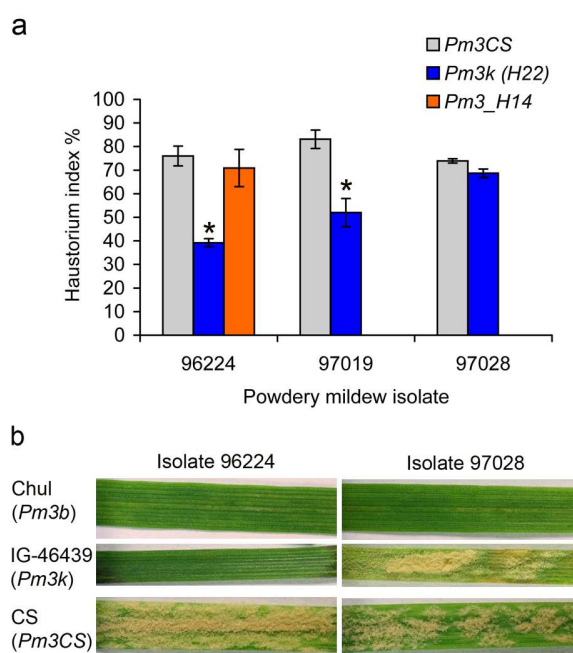 a
Pm3CS
Pm3k (H22)
Pm3_H14
Haustorium index %
100
90
80
70
60
50
40
30
20
10
0
*
*
96224
97019
97028
Powdery mildew isolate
b
Isolate 96224
Isolate 97028
Chul
(Pm3b)
IG-46439
(Pm3k)
CS
(Pm3CS)